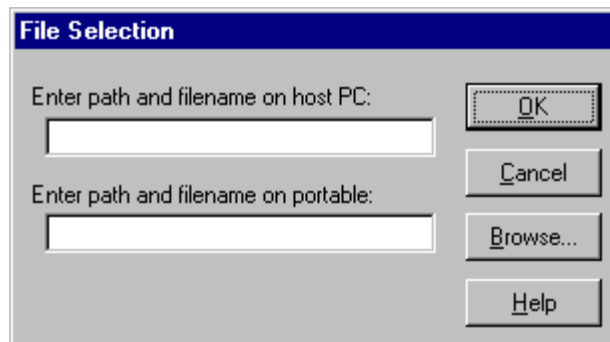 File Selection
Enter path and filename on host PC:
OK
Cancel
Enter path and filename on portable:
Browse...
Help